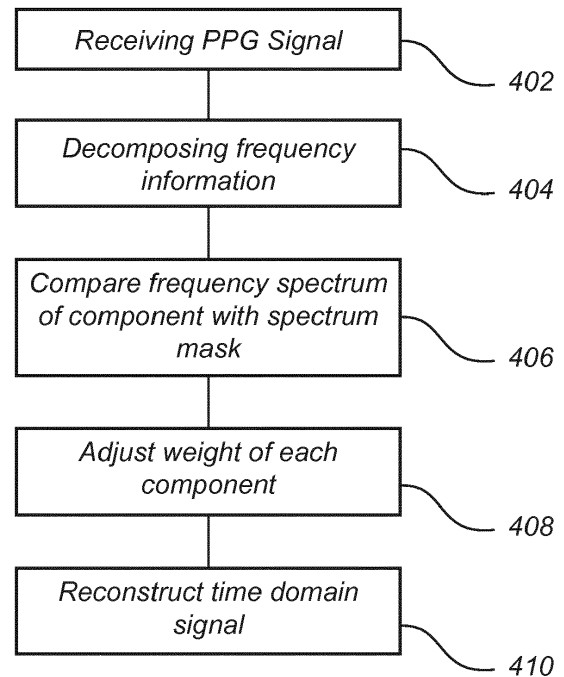 Receiving PPG Signal
402
Decomposing frequency
information
404
Compare frequency spectrum
of component with spectrum
mask
406
Adjust weight of each
component
408
Reconstruct time domain
signal
410